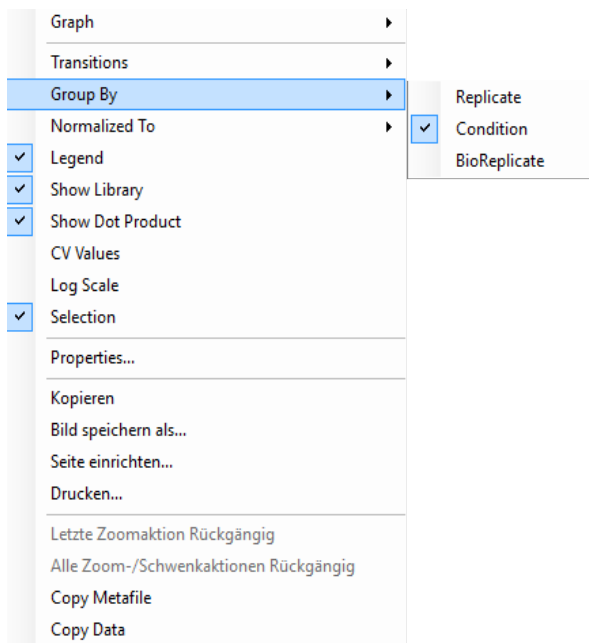 Graph
Transitions
Group By
Normalized To
Legend
Show Library
Show Dot Product
CV Values
Log Scale
Selection
Properties...
Kopieren
Bild speichern als...
Seite einrichten...
Drucken...
Letzte Zoomaktion Rückgängig
Alle Zoom-/Schwenkaktionen Rückgängig
Copy Metafile
Copy Data
Replicate
Condition
BioReplicate